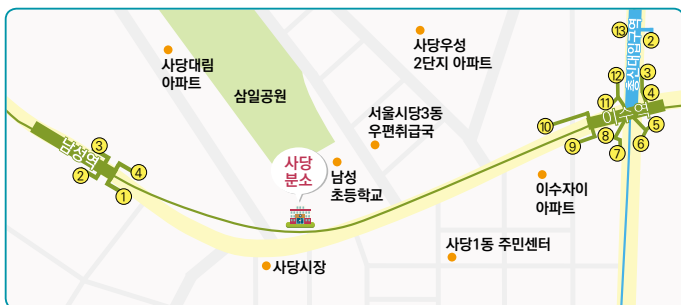 사당대림
아파트
삼일공원
사당우성
2단지 아파트
서울시당3동
우편취급국
사당
분소
남성
초등학교
남성역
③
④
②
①
사당시장
사당1동 주민센터
이수자이
아파트
총신대입구역
이수역
⑬
②
⑫
③
⑪
④
⑩
⑤
⑨
⑧
⑦
⑥